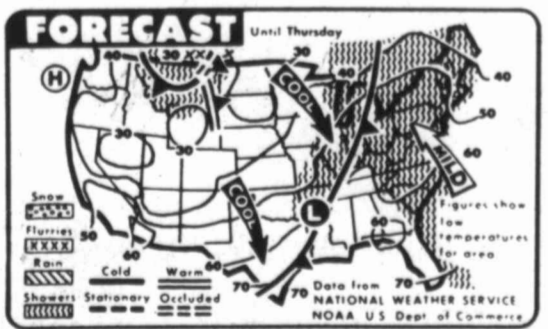 FORECAST
Until Thursday
40 30 XX X 30 40 40
H
COOL
50
30
30
60
MILD
COOL
L
Figures show
low
temperatures
for area
Snow
Flurries
XXXX
Rain
Showers
50
60
60
60
70
70
70
Cold Warm
Stationary Occluded
Data from
NATIONAL WEATHER SERVICE
NOAA U S Dept. of Commerce